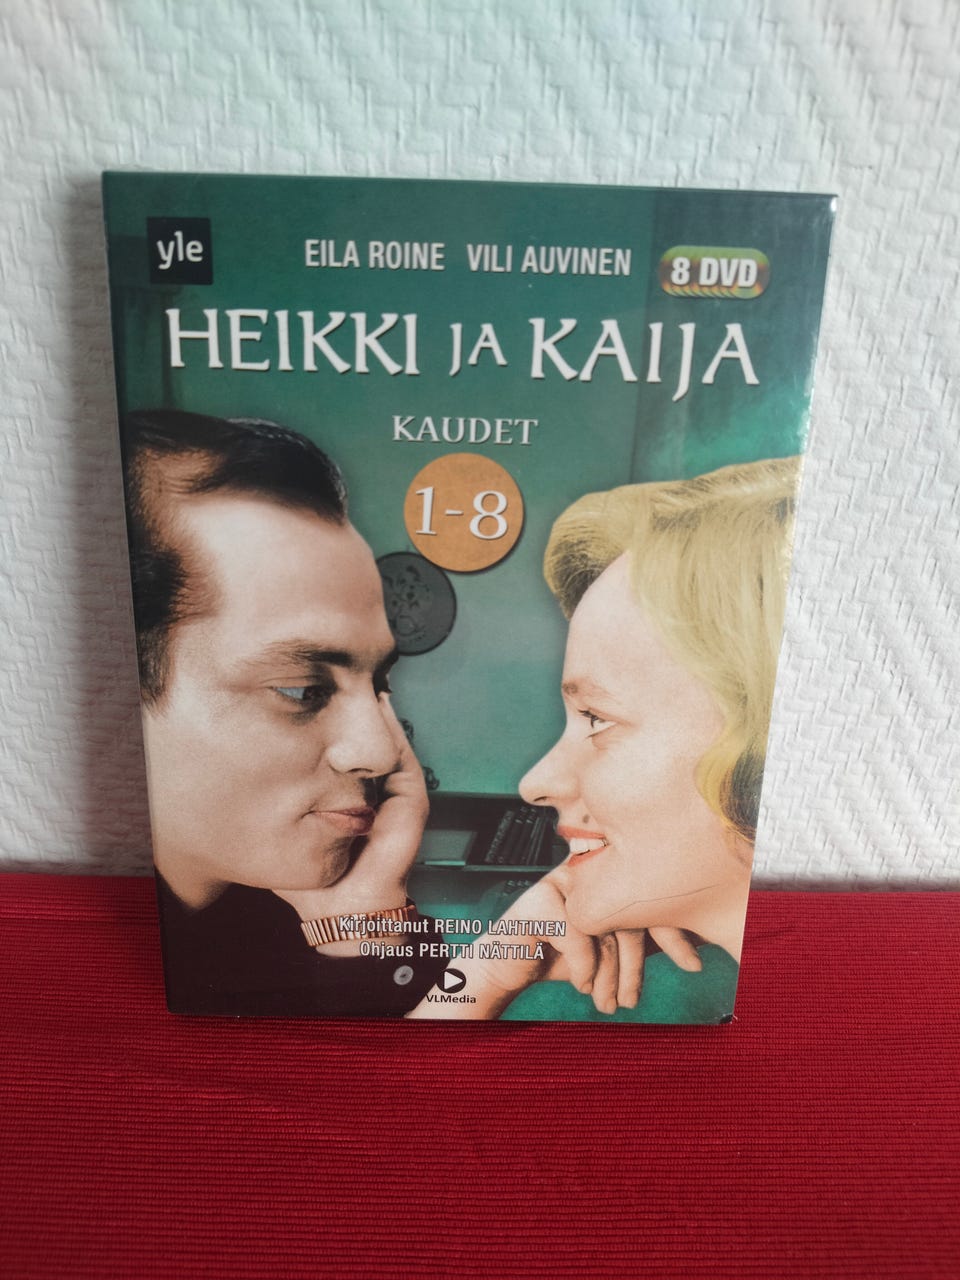 yle
EILA ROINE VILI AUVINEN
8 DVD
HEIKKI JA KAIJA
KAUDET
1-8
Kirjoittanut REINO LAHTINEN
Ohjaus PERTTI NÄTTILÄ
VLMedia